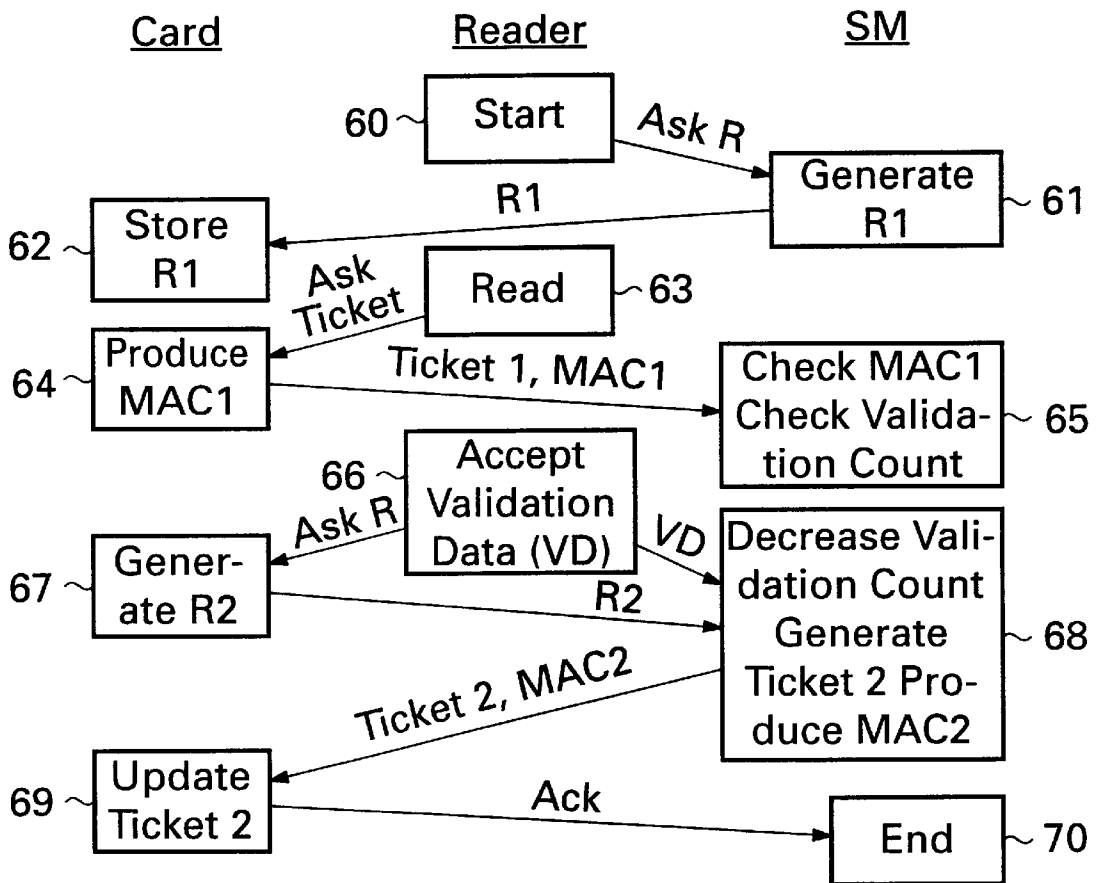 Card
Reader
SM
60
Start
Ask R
Generate
R1
61
R1
62
Store
R1
Ask
Ticket
Read
63
64
Produce
MAC1
Ticket 1, MAC1
Check MAC1
Check Valida-
tion Count
65
66
Accept
Validation
Data (VD)
Ask R
VD
67
Gener-
ate R2
R2
Decrease Vali-
dation Count
Generate
Ticket 2 Pro-
duce MAC2
68
Ticket 2, MAC2
69
Update
Ticket 2
Ack
End
70